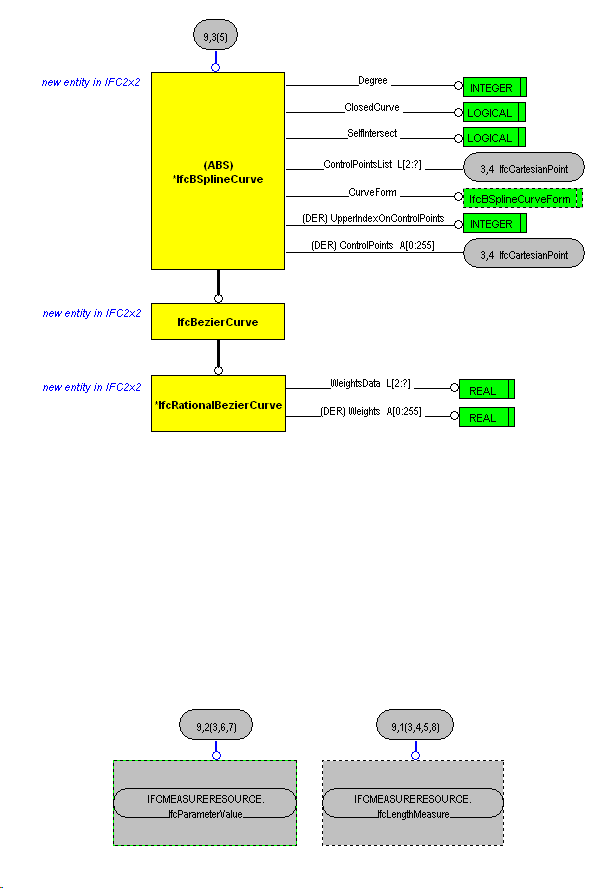 9,3(5)
new entity in IFC2x2
(ABS)
*IfcBSplineCurve
Degree
INTEGER
ClosedCurve
LOGICAL
SelfIntersect
LOGICAL
ControlPointsList L[2:?]
3,4 IfcCartesianPoint
CurveForm
IfcBSplineCurveForm
(DER) UpperIndexOnControlPoints
INTEGER
(DER) ControlPoints A[0:255]
3,4 IfcCartesianPoint
new entity in IFC2x2
IfcBezierCurve
new entity in IFC2x2
*IfcRationalBezierCurve
WeightsData L[2:?]
REAL
(DER) Weights A[0:255]
REAL
9,2(3,6,7)
9,1(3,4,5,8)
IFCMEASURERESOURCE.
IfcParameterValue
IFCMEASURERESOURCE.
IfcLengthMeasure